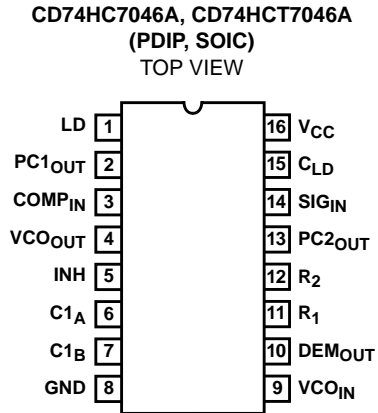 CD74HC7046A, CD74HCT7046A
(PDIP, SOIC)
TOP VIEW
LD 1 16 VCC
PC1OUT 2 15 CLD
COMPIN 3 14 SIGIN
VCOOUT 4 13 PC2OUT
INH 5 12 R2
C1A 6 11 R1
C1B 7 10 DEMOUT
GND 8 9 VCOIN